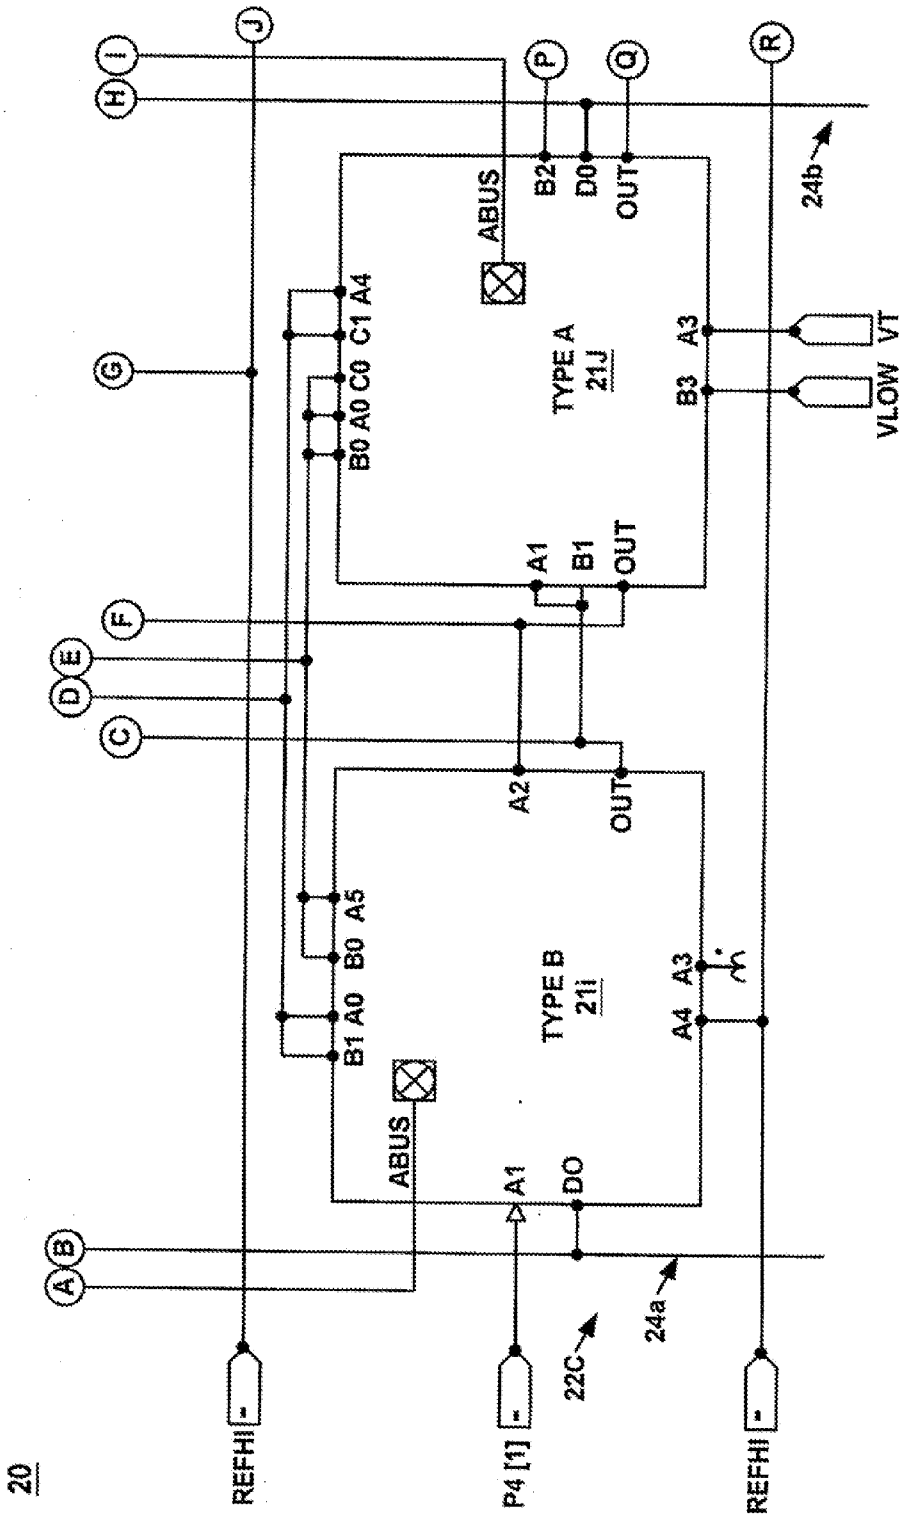 20
A
B
C
D
E
F
G
H
I
J
REFHI -
P4 [1] -
REFHI -
22C
24a
ABUS
A1
DO
B1 A0 B0 A5
TYPE B
21I
A2
OUT
A4 A3
B0 A0 C0 C1 A4
A1
B1
OUT
TYPE A
21J
ABUS
B2
D0
OUT
B3 A3
VLOW VT
P
Q
R
24b